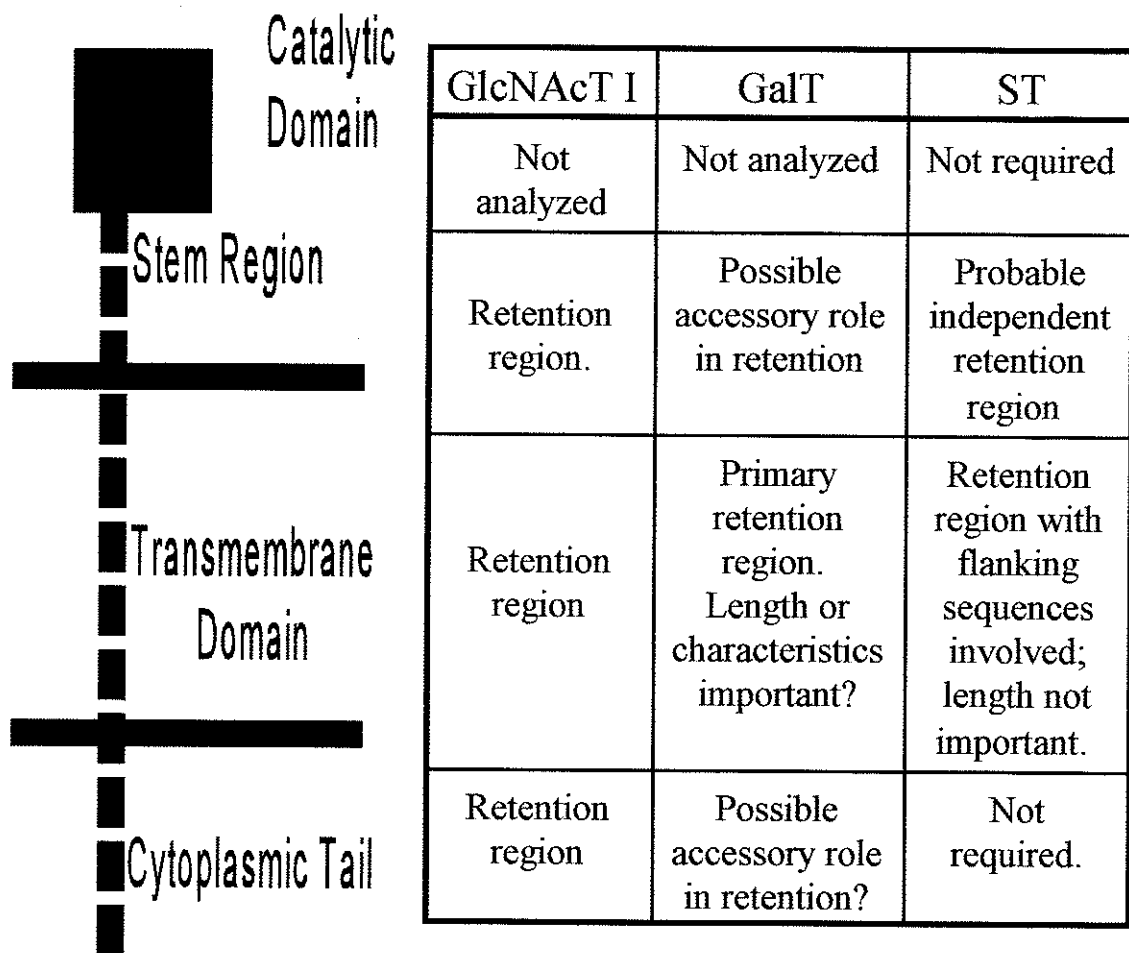 Catalytic
Domain
Stem Region
Transmembrane
Domain
Cytoplasmic Tail
GlcNAcT I
GalT
ST
Not
analyzed
Not analyzed
Not required
Retention
region.
Possible
accessory role
in retention
Probable
independent
retention
region
Retention
region
Primary
retention
region.
Length or
characteristics
important?
Retention
region with
flanking
sequences
involved;
length not
important.
Retention
region
Possible
accessory role
in retention?
Not
required.